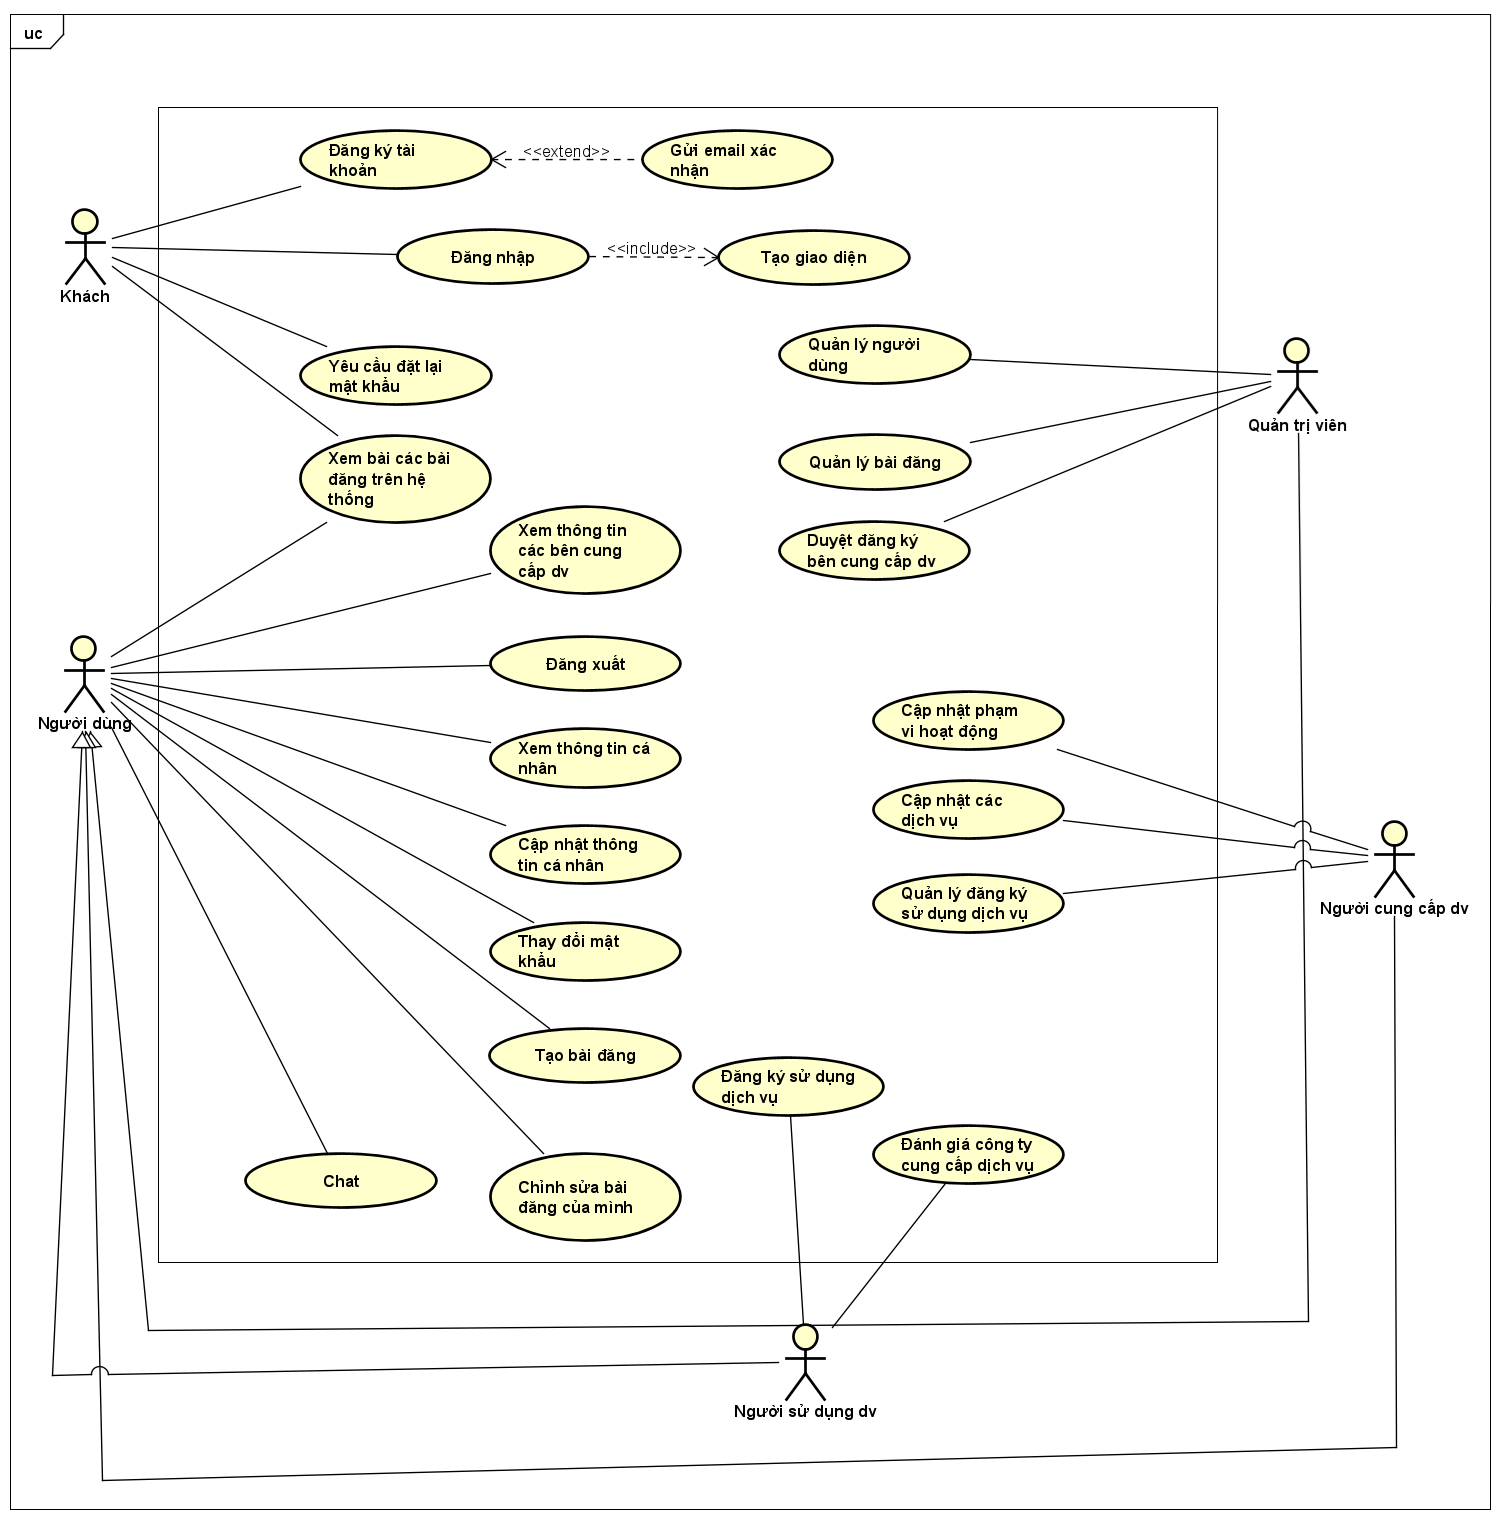 uc
Đăng ký tài
khoản
<<extend>>
Gửi email xác
nhận
Khách
Đăng nhập
<<include>>
Tạo giao diện
Yêu cầu đặt lại
mật khẩu
Quản lý người
dùng
Quản trị viên
Xem bài các bài
đăng trên hệ
thống
Quản lý bài đăng
Xem thông tin
các bên cung
cấp dv
Duyệt đăng ký
bên cung cấp dv
Người dùng
Đăng xuất
Xem thông tin cá
nhân
Cập nhật phạm
vi hoạt động
Cập nhật các
dịch vụ
Cập nhật thông
tin cá nhân
Quản lý đăng ký
sử dụng dịch vụ
Người cung cấp dv
Thay đổi mật
khẩu
Tạo bài đăng
Đăng ký sử dụng
dịch vụ
Đánh giá công ty
cung cấp dịch vụ
Chat
Chỉnh sửa bài
đăng của mình
Người sử dụng dv